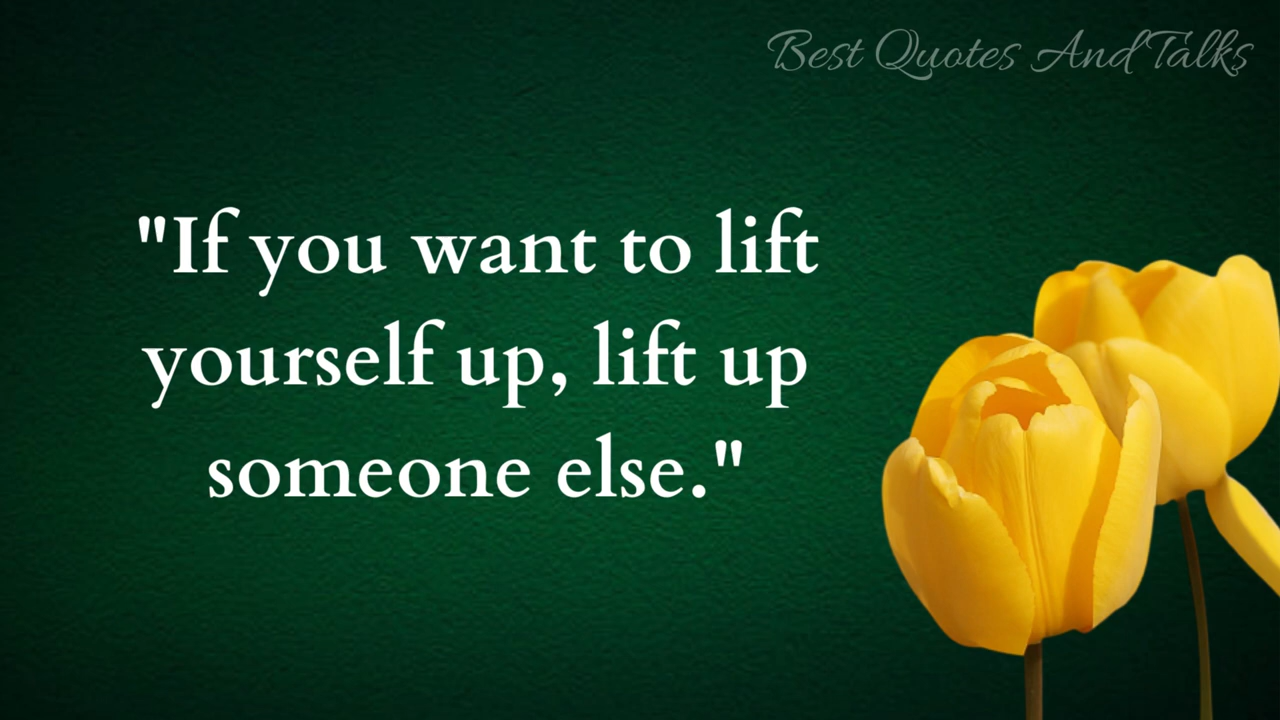 Best Quotes And Talks
"If you want to lift
yourself up, lift up
someone else."